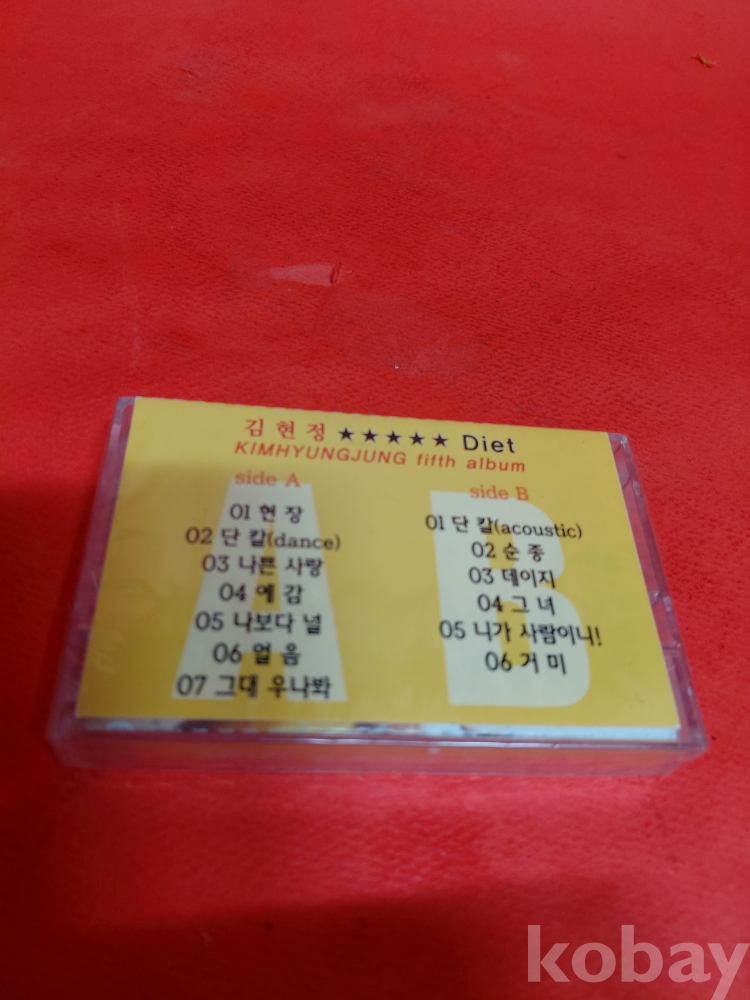 김현정 ★★★★★ Diet
KIMHYUNGJUNG fifth album
side A
01 현 장
02 단 칼(dance)
03 나쁜 사랑
04 예 감
05 나보다 널
06 얼 음
07 그대 우나봐
side B
01 단 칼(acoustic)
02 순 종
03 데이지
04 그 녀
05 니가 사람이니!
06 거 미
kobay